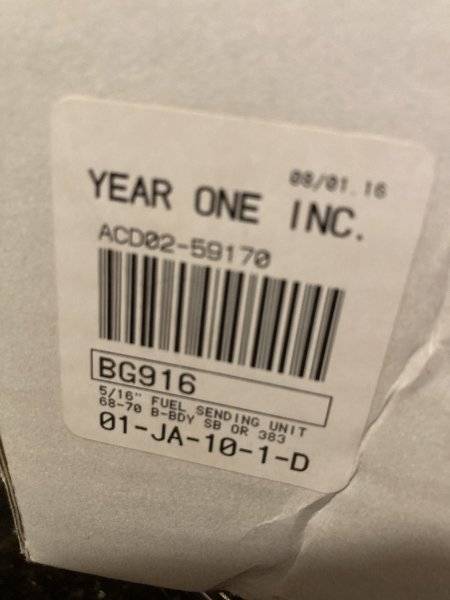 08/01.16
YEAR ONE INC.
ACD02-59170
BG916
5/16" FUEL SENDING UNIT
68-70 B-BDY SB OR 383
01-JA-10-1-D